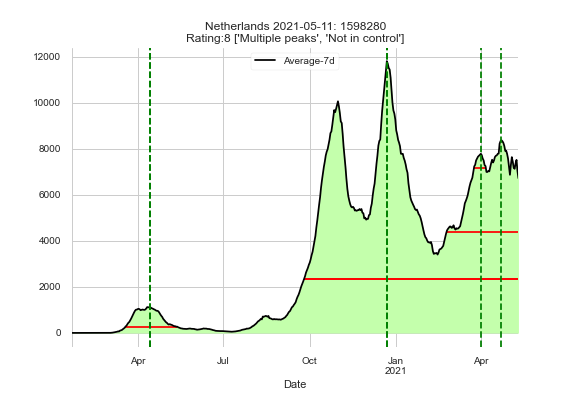 Netherlands 2021-05-11: 1598280
Rating:8 ['Multiple peaks', 'Not in control']
Average-7d
12000
10000
8000
6000
4000
2000
0
Apr Jul Oct Jan Apr
2021
Date